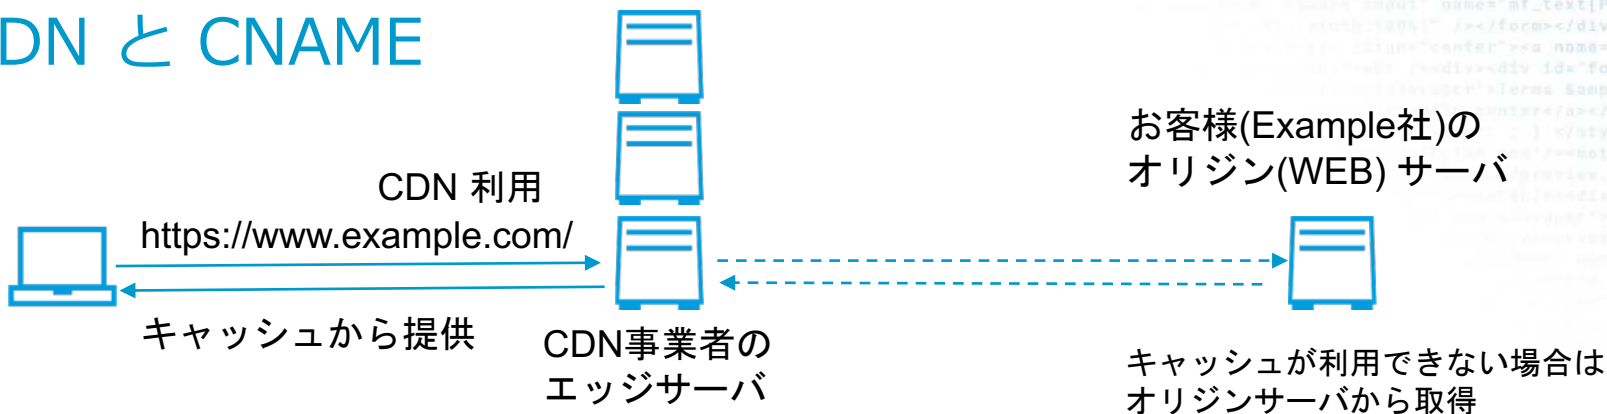 DN と CNAME
お客様(Example社)の
オリジン(WEB) サーバ
CDN 利用
https://www.example.com/
キャッシュから提供
CDN事業者の
エッジサーバ
キャッシュが利用できない場合は
オリジンサーバから取得